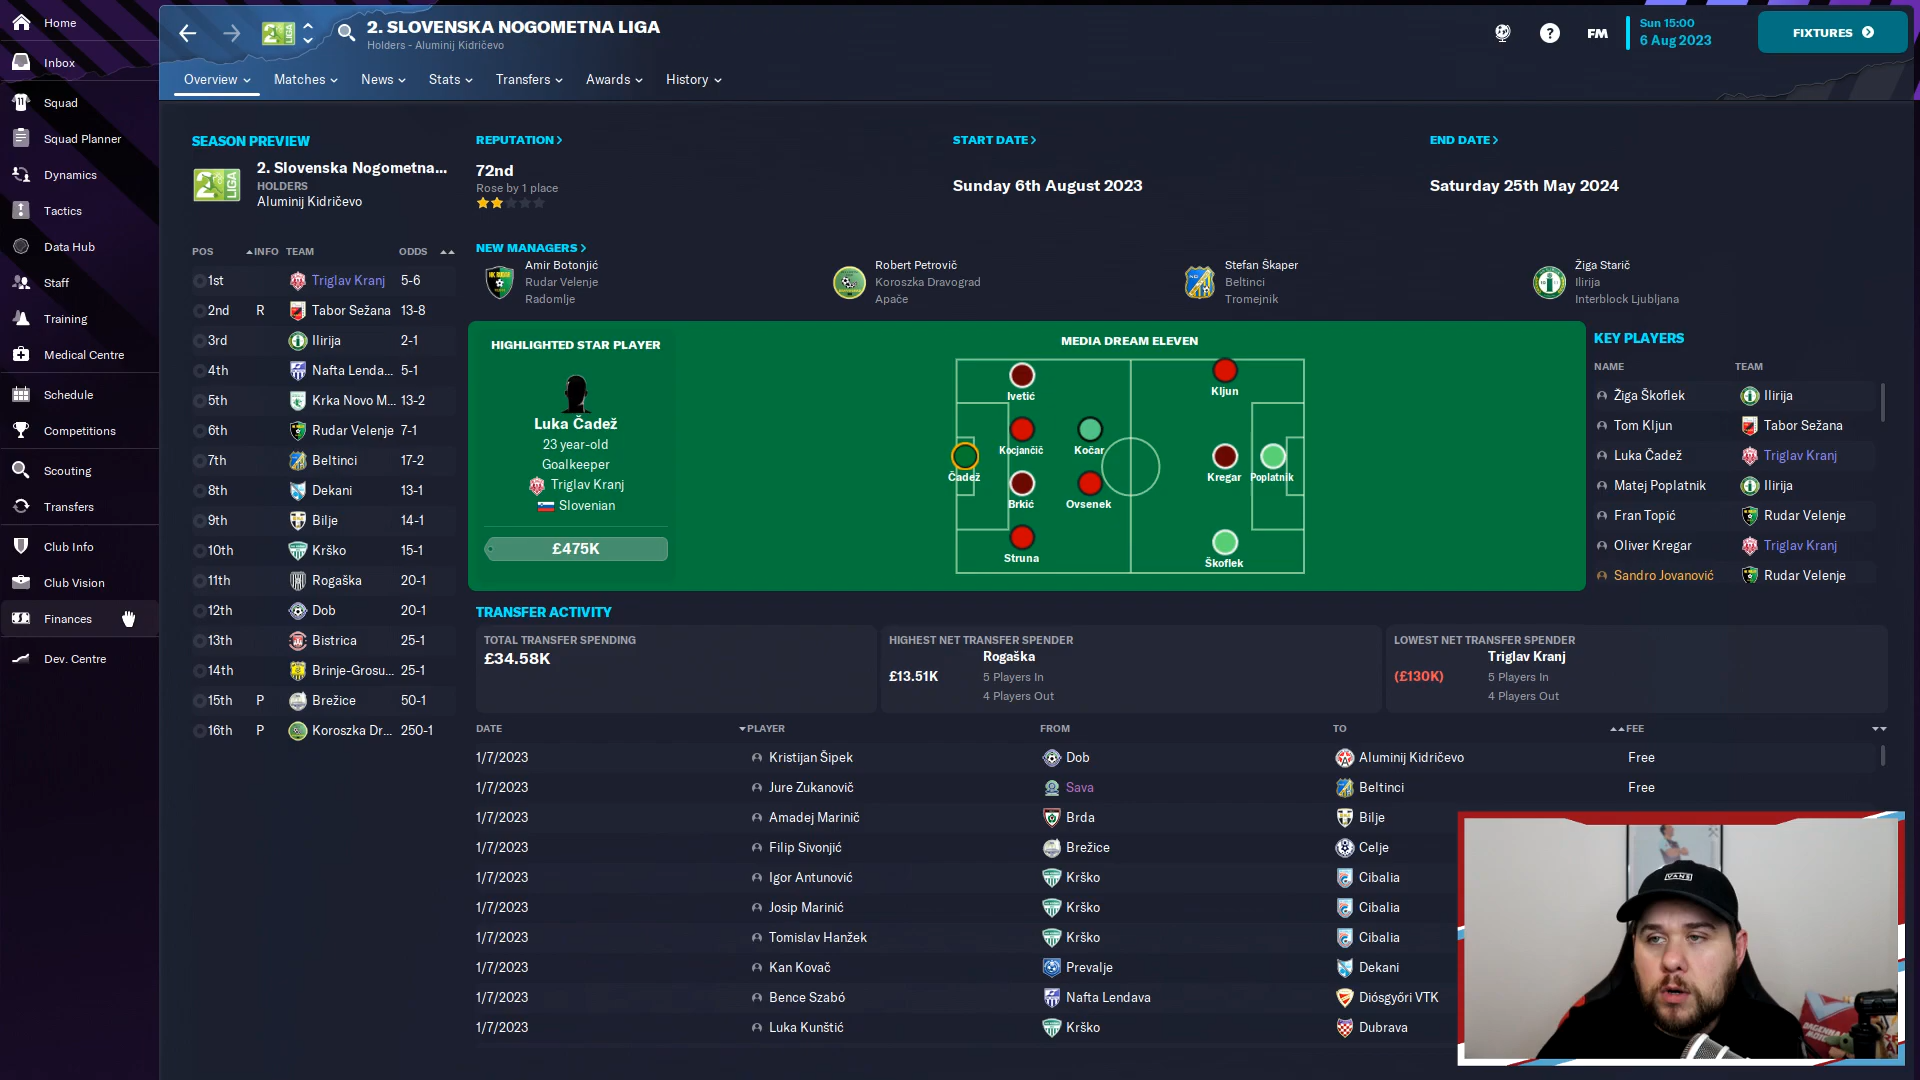 Home
Inbox
Squad
Squad Planner
Dynamics
Tactics
Data Hub
Staff
Training
Medical Centre
Schedule
Competitions
Scouting
Transfers
Club Info
Club Vision
Finances
Dev. Centre
2. SLOVENSKA NOGOMETNA LIGA
Holders - Aluminij Kidričevo
FM
Sun 15:00
6 Aug 2023
FIXTURES
Overview Matches News Stats Transfers Awards History
SEASON PREVIEW
2. Slovenska Nogometna...
HOLDERS
Aluminij Kidričevo
POS INFO TEAM ODDS
1st Triglav Kranj 5-6
2nd R Tabor Sežana 13-8
3rd Ilirija 2-1
4th Nafta Lenda... 5-1
5th Krka Novo M... 13-2
6th Rudar Velenje 7-1
7th Beltinci 17-2
8th Dekani 13-1
9th Bilje 14-1
10th Krško 15-1
11th Rogaška 20-1
12th Dob 20-1
13th Bistrica 25-1
14th Brinje-Grosu... 25-1
15th P Brežice 50-1
16th P Koroszka Dr... 250-1
REPUTATION
72nd
Rose by 1 place
START DATE
Sunday 6th August 2023
END DATE
Saturday 25th May 2024
NEW MANAGERS
Amir Botonjić
Rudar Velenje
Radomlje
Robert Petrovič
Koroszka Dravograd
Apače
Stefan Škaper
Beltinci
Tromejnik
Žiga Starič
Ilirija
Interblock Ljubljana
HIGHLIGHTED STAR PLAYER
Luka Čadež
23 year-old
Goalkeeper
Triglav Kranj
Slovenian
£475K
MEDIA DREAM ELEVEN
Ivetić
Kljun
Kocjančič
Kočar
Čadež
Kregar
Poplatnik
Brkić
Ovsenek
Struna
Škoflek
KEY PLAYERS
NAME TEAM
Žiga Škoflek Ilirija
Tom Kljun Tabor Sežana
Luka Čadež Triglav Kranj
Matej Poplatnik Ilirija
Fran Topić Rudar Velenje
Oliver Kregar Triglav Kranj
Sandro Jovanović Rudar Velenje
TRANSFER ACTIVITY
TOTAL TRANSFER SPENDING
£34.58K
HIGHEST NET TRANSFER SPENDER
Rogaška
£13.51K
5 Players In
4 Players Out
LOWEST NET TRANSFER SPENDER
Triglav Kranj
(£130K)
5 Players In
4 Players Out
DATE PLAYER FROM TO FEE
1/7/2023 Kristijan Šipek Dob Aluminij Kidričevo Free
1/7/2023 Jure Zukanovič Sava Beltinci Free
1/7/2023 Amadej Marinič Brda Bilje
1/7/2023 Filip Sivonjić Brežice Celje
1/7/2023 Igor Antunović Krško Cibalia
1/7/2023 Josip Marinić Krško Cibalia
1/7/2023 Tomislav Hanžek Krško Cibalia
1/7/2023 Kan Kovač Prevalje Dekani
1/7/2023 Bence Szabó Nafta Lendava Diósgyőri VTK
1/7/2023 Luka Kunštić Krško Dubrava
VANS